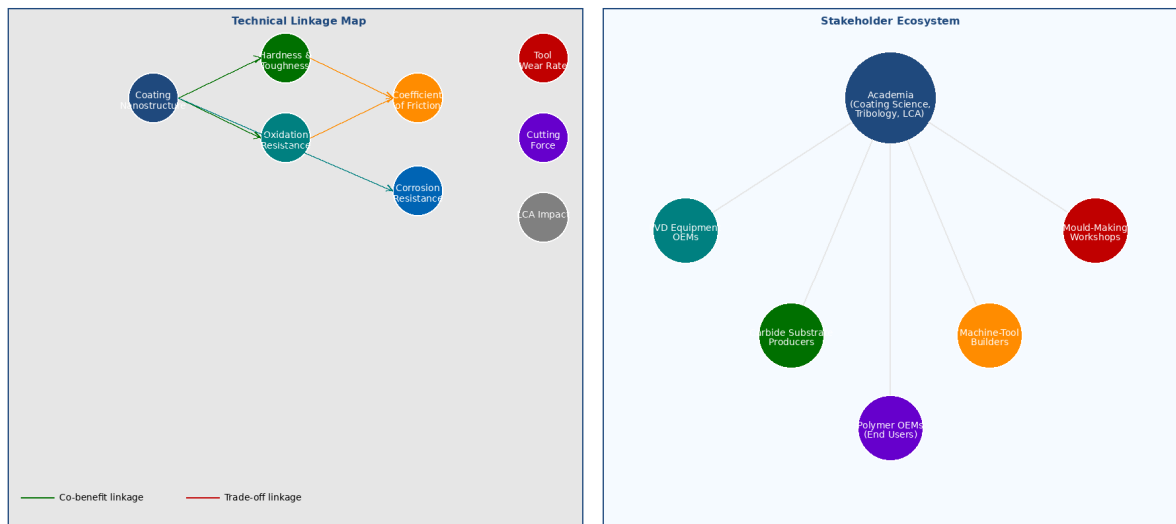 Technical Linkage Map
Hardness &
Toughness
Tool
Wear Rate
Coating
Nanostructu
Coefficient
of Friction
Oxidation
Resistance
Cutting
Force
Corrosion
Resistance
LCA Impact
Co-benefit linkage
Trade-off linkage
Stakeholder Ecosystem
Academia
(Coating Science,
Tribology, LCA)
VD Equipmen
OEMs
Mould-Making
Workshops
arbide Substra
Producers
Machine-Tool
Builders
Polymer OEMs
(End Users)